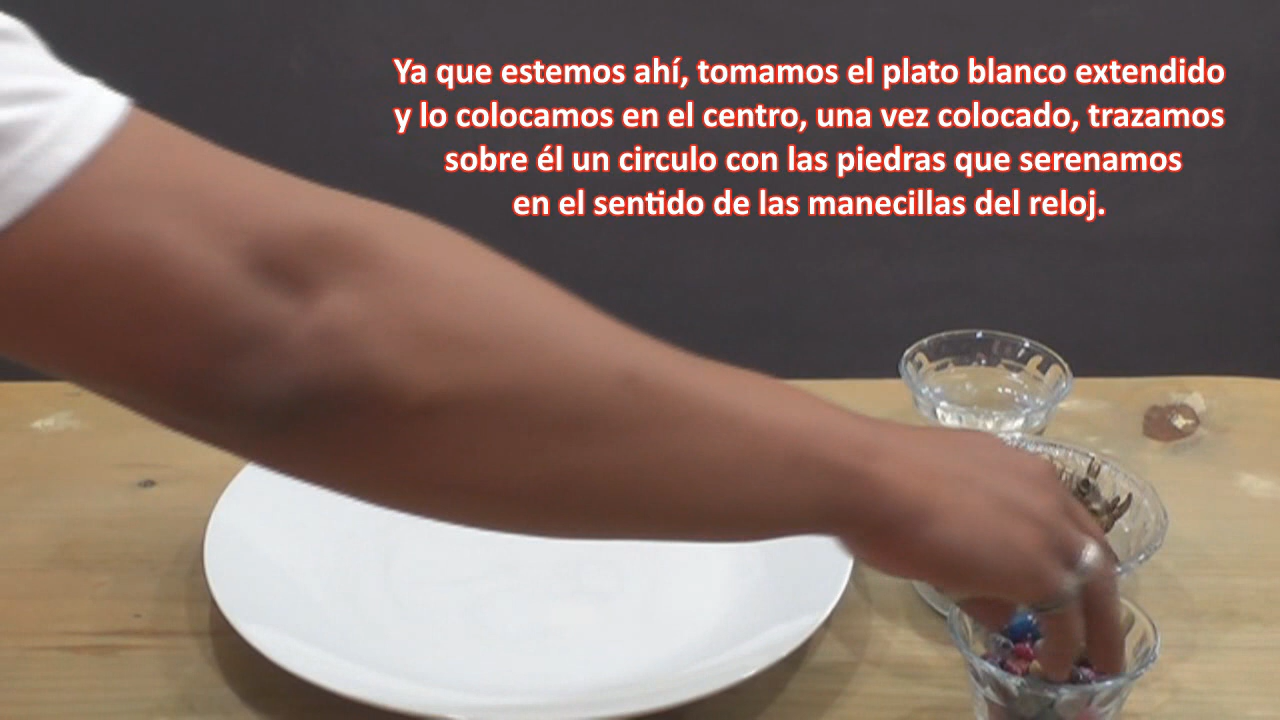 Ya que estemos ahí, tomamos el plato blanco extendido
y lo colocamos en el centro, una vez colocado, trazamos
sobre él un circulo con las piedras que serenamos
en el sentido de las manecillas del reloj.